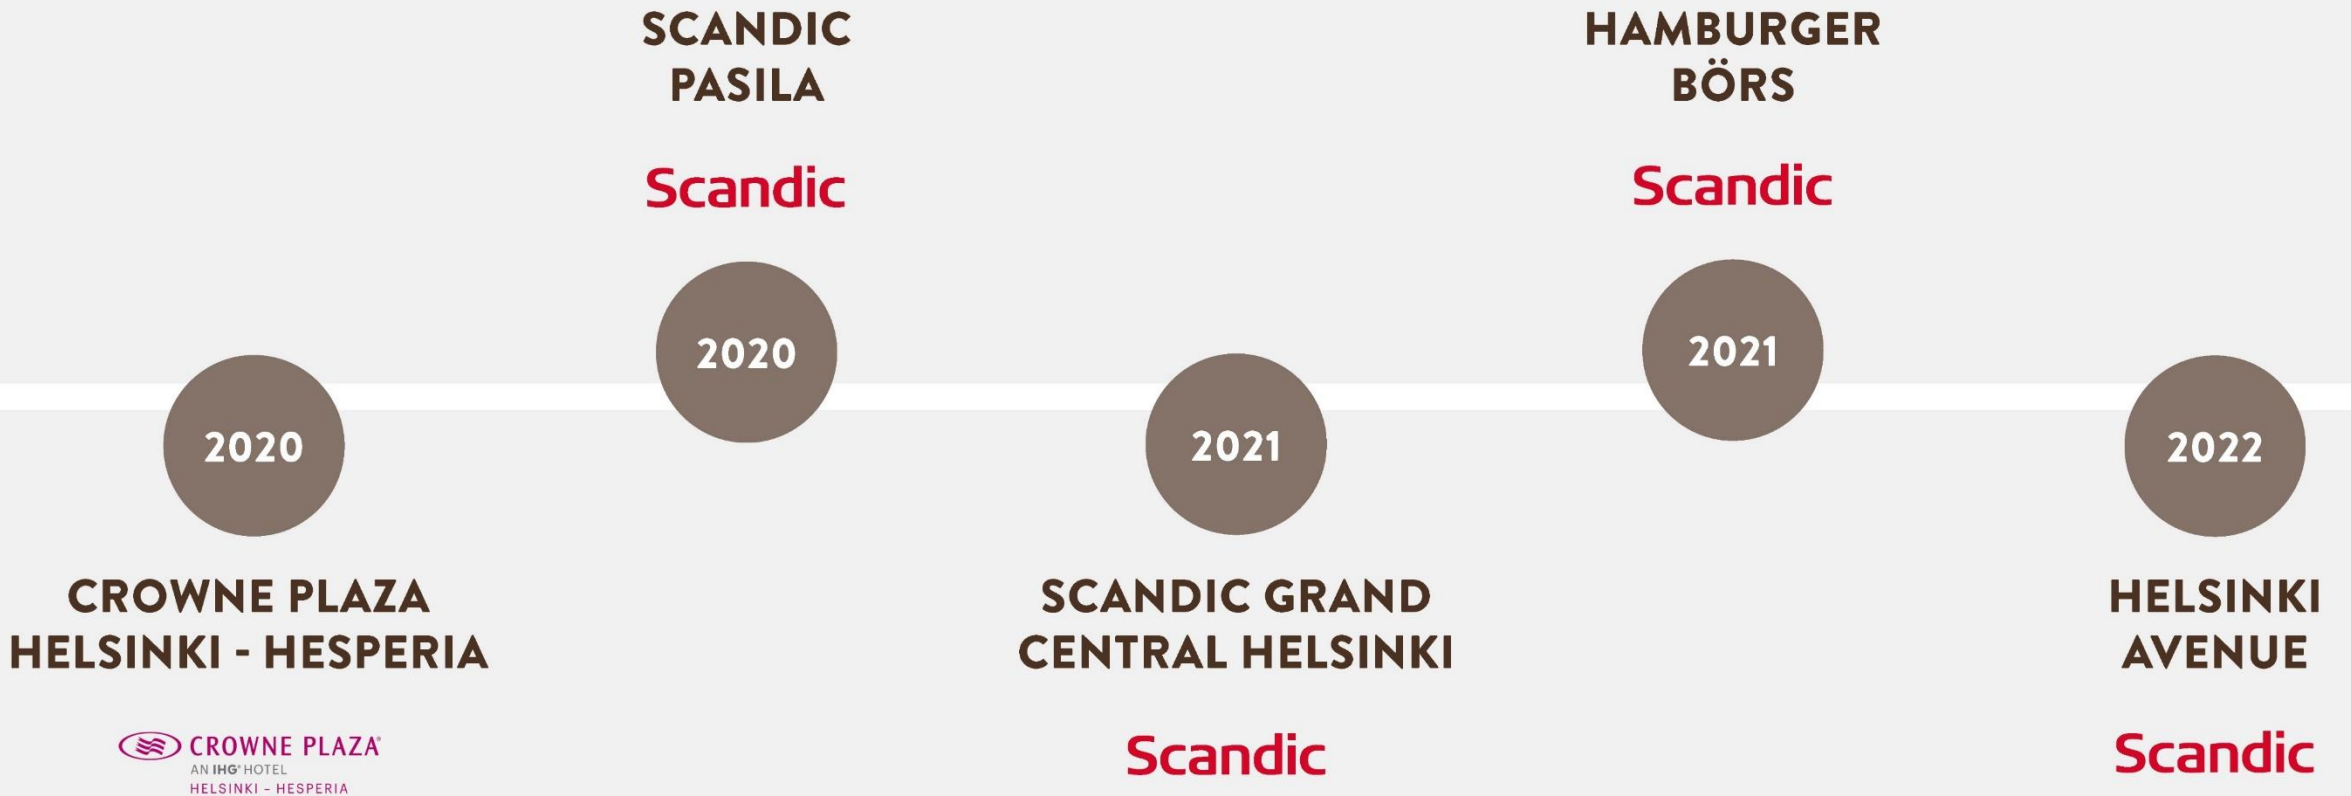 SCANDIC
PASILA
Scandic
HAMBURGER
BÖRS
Scandic
2020
2020
2021
2021
2022
CROWNE PLAZA
HELSINKI - HESPERIA
CROWNE PLAZA®
AN IHG® HOTEL
HELSINKI - HESPERIA
SCANDIC GRAND
CENTRAL HELSINKI
Scandic
HELSINKI
AVENUE
Scandic